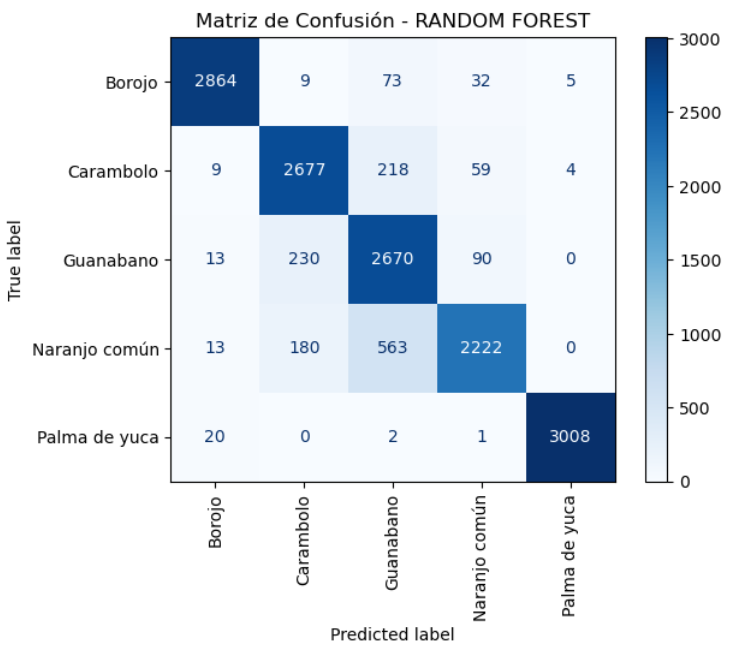 Matriz de Confusión - RANDOM FOREST
True label
Borojo 2864 9 73 32 5
Carambolo 9 2677 218 59 4
Guanabano 13 230 2670 90 0
Naranjo común 13 180 563 2222 0
Palma de yuca 20 0 2 1 3008
Borojo
Carambolo
Guanabano
Naranjo común
Palma de yuca
Predicted label
3000
2500
2000
1500
1000
500
0